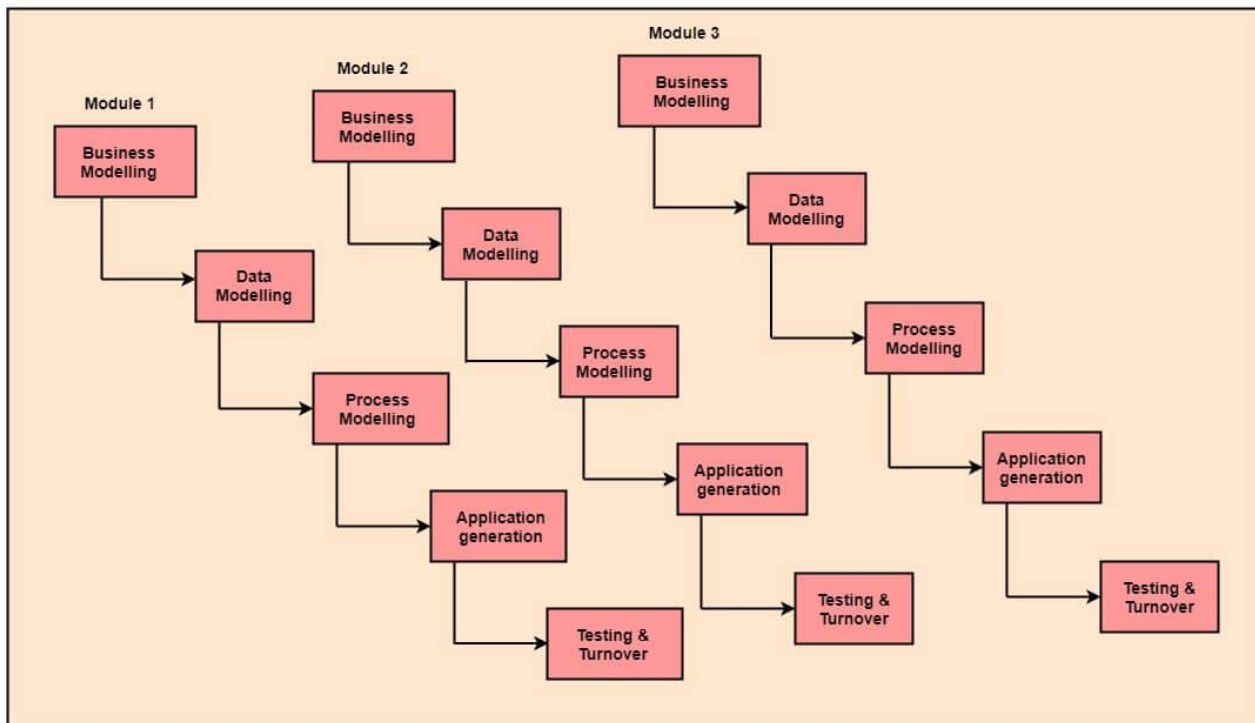 Module 1
Business
Modelling
Data
Modelling
Process
Modelling
Application
generation
Testing &
Turnover
Module 2
Business
Modelling
Data
Modelling
Process
Modelling
Application
generation
Testing &
Turnover
Module 3
Business
Modelling
Data
Modelling
Process
Modelling
Application
generation
Testing &
Turnover